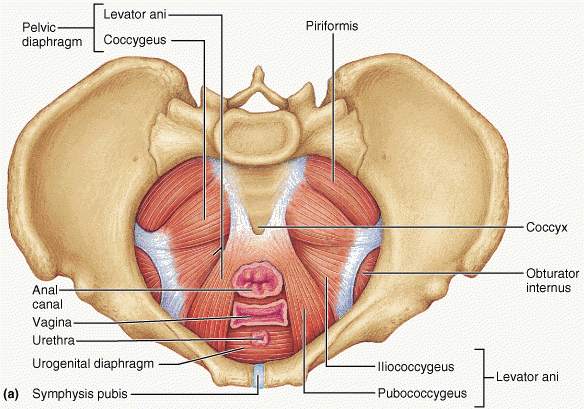 Levator ani
Pelvic
diaphragm
Coccygeus
Piriformis
Coccyx
Obturator
internus
Anal
canal
Vagina
Urethra
Urogenital diaphragm
Iliococcygeus
Levator ani
Pubococcygeus
(a) Symphysis pubis